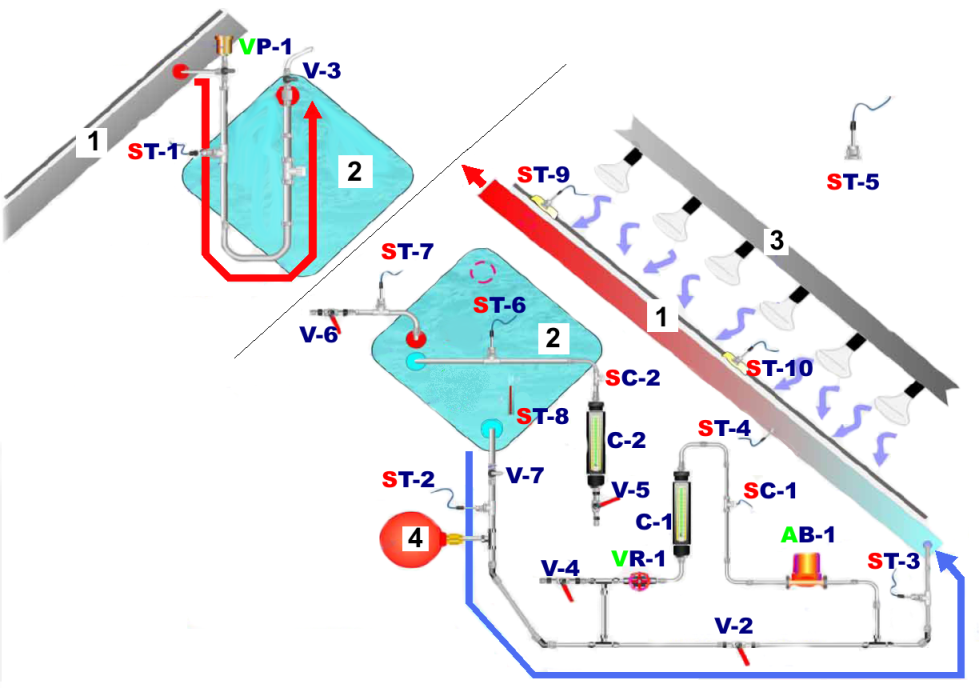 VP-1
V-3
1
ST-1
2
ST-5
ST-9
3
ST-7
ST-6
1
V-6
2
ST-10
SC-2
ST-8
ST-4
C-2
ST-2
V-7
V-5
SC-1
C-1
4
AB-1
VR-1
V-4
ST-3
V-2